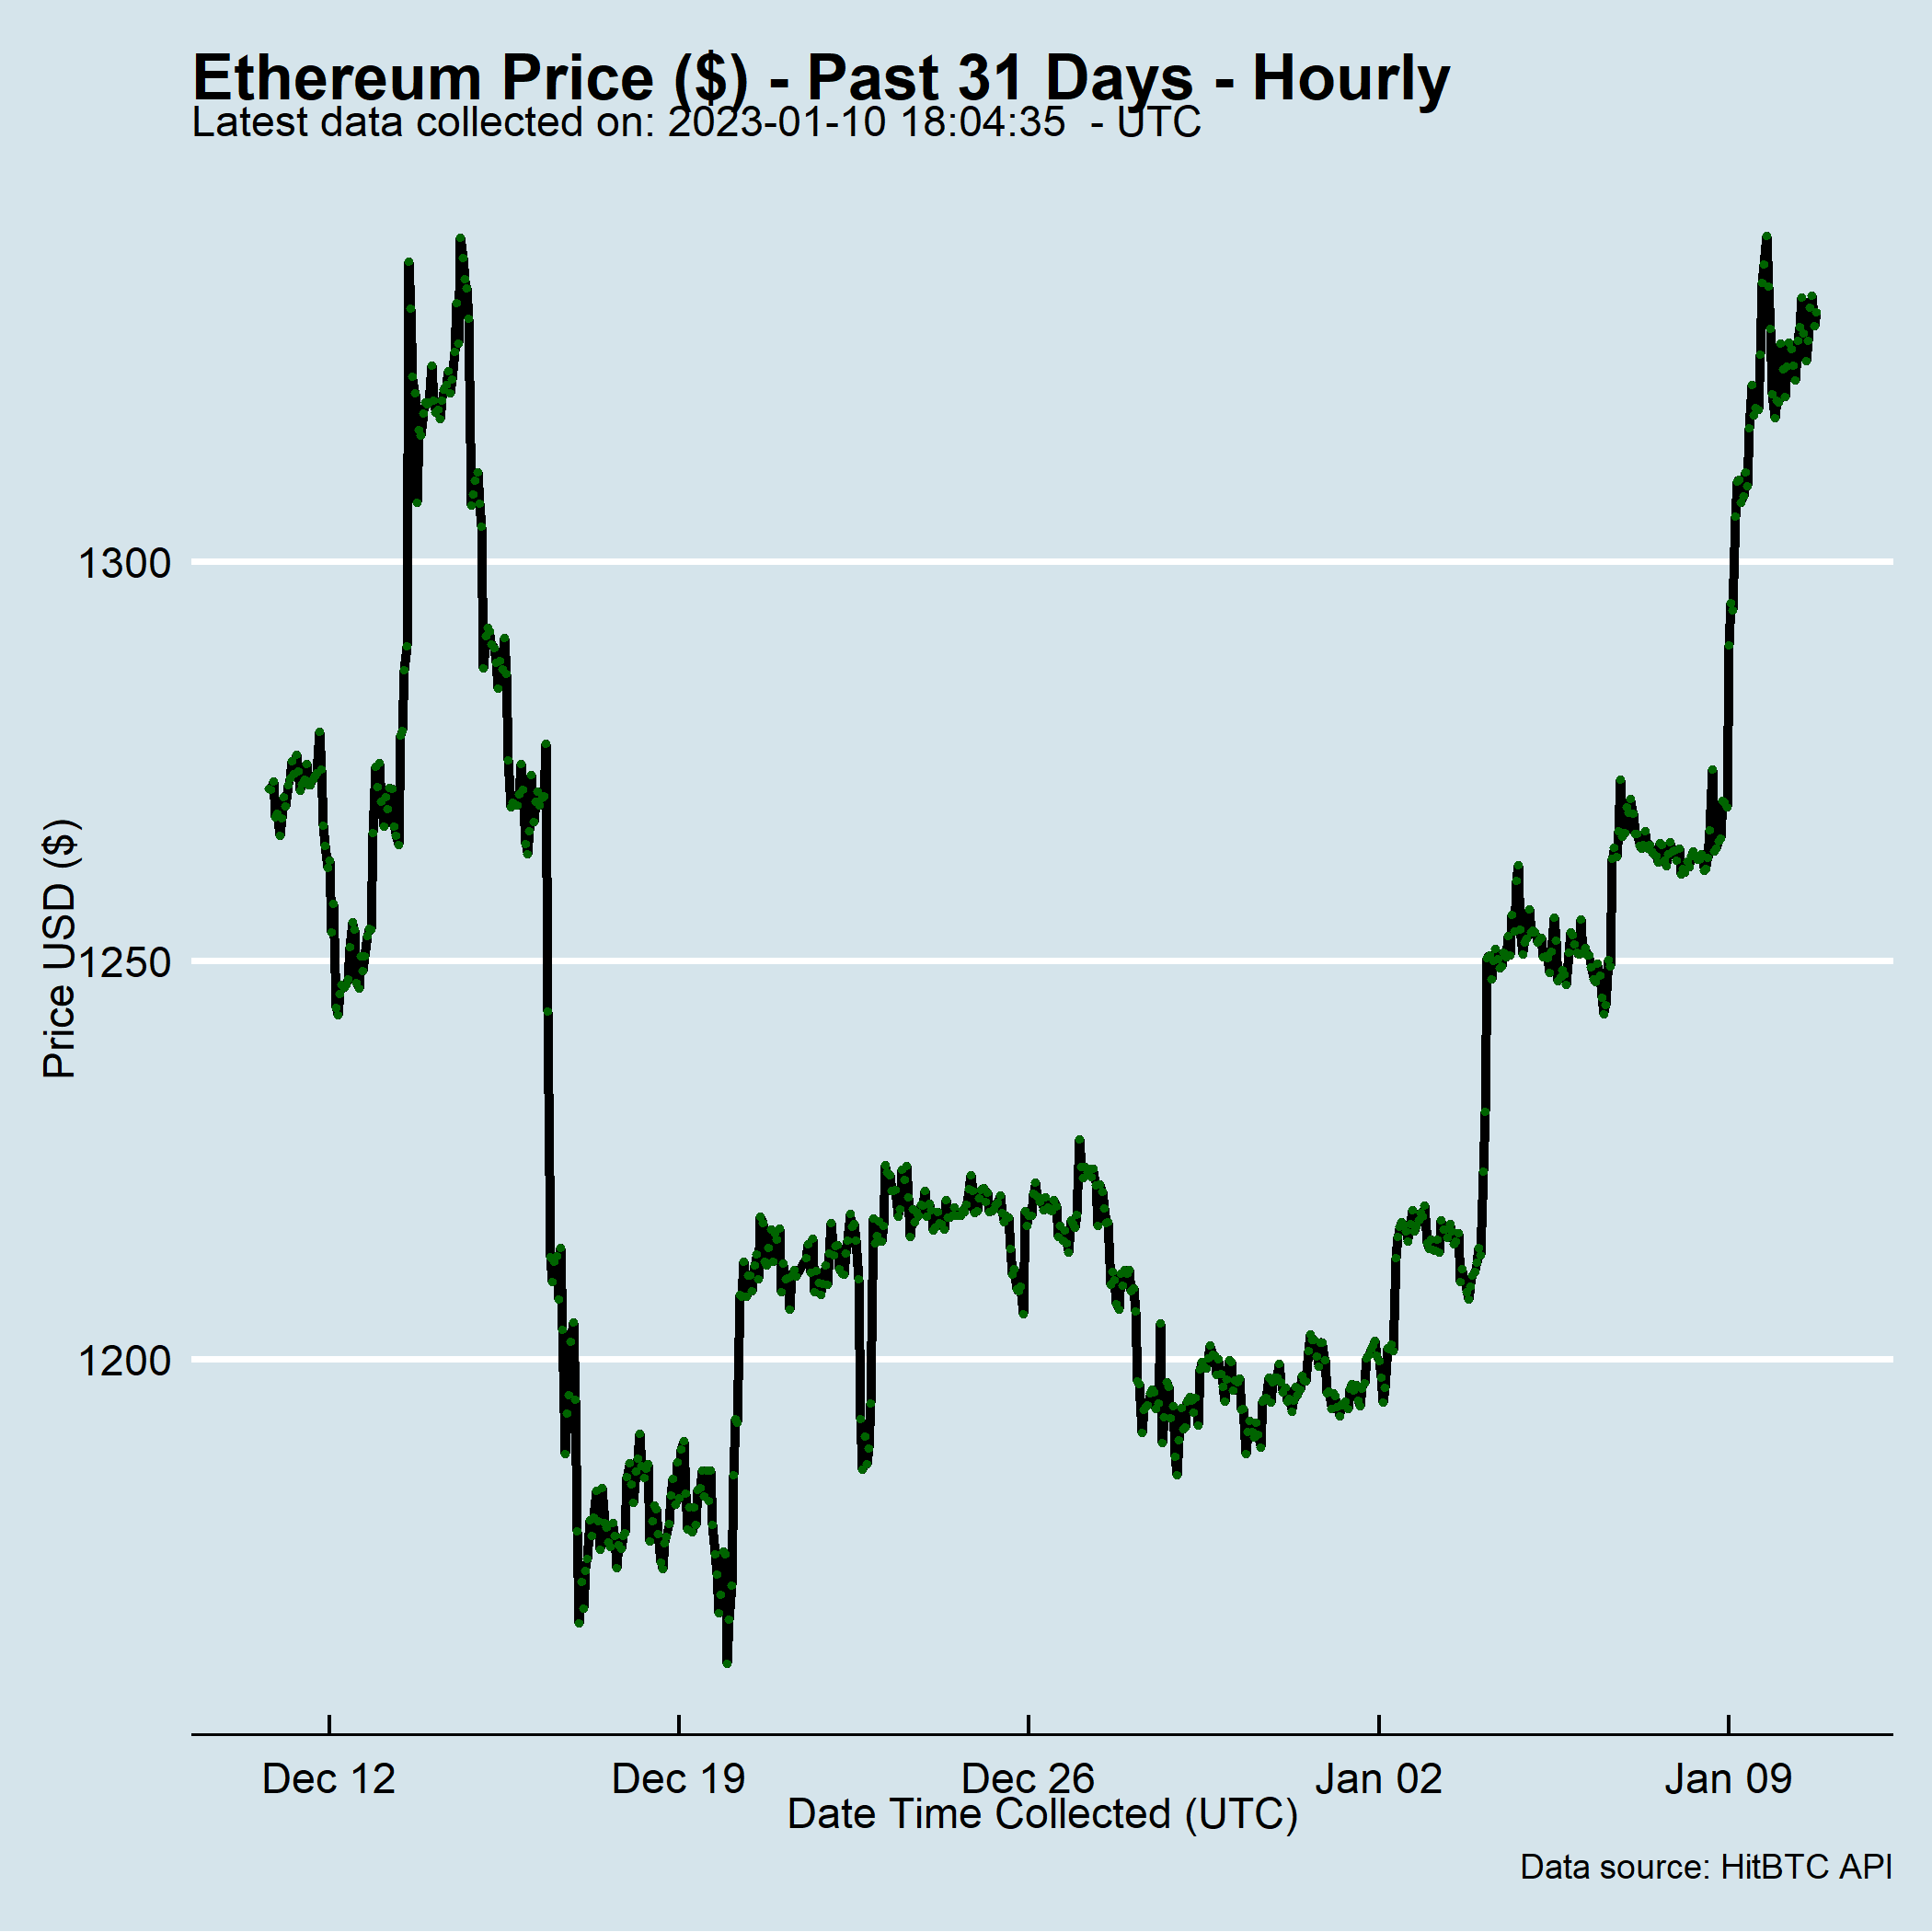 Ethereum Price ($) - Past 31 Days - Hourly
Latest data collected on: 2023-01-10 18:04:35  - UTC
1300
1250
1200
Price USD ($)
Dec 12
Dec 19
Dec 26
Jan 02
Jan 09
Date Time Collected (UTC)
Data source: HitBTC API